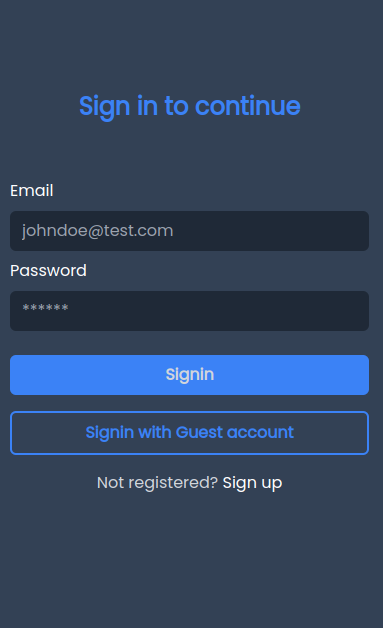 Sign in to continue
Email
johndoe@test.com
Password
******
Signin
Signin with Guest account
Not registered? Sign up